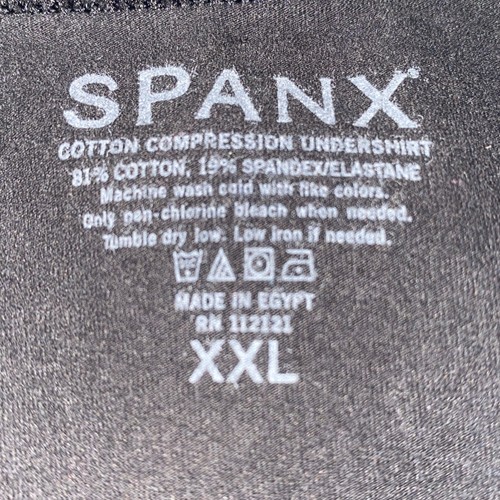 SPANX®
COTTON COMPRESSION UNDERSHIRT
81% COTTON, 19% SPANDEX/ELASTANE
Machine wash cold with like colors.
Only non-chlorine bleach when needed.
Tumble dry low. Low iron if needed.
MADE IN EGYPT
RN 112121
XXL